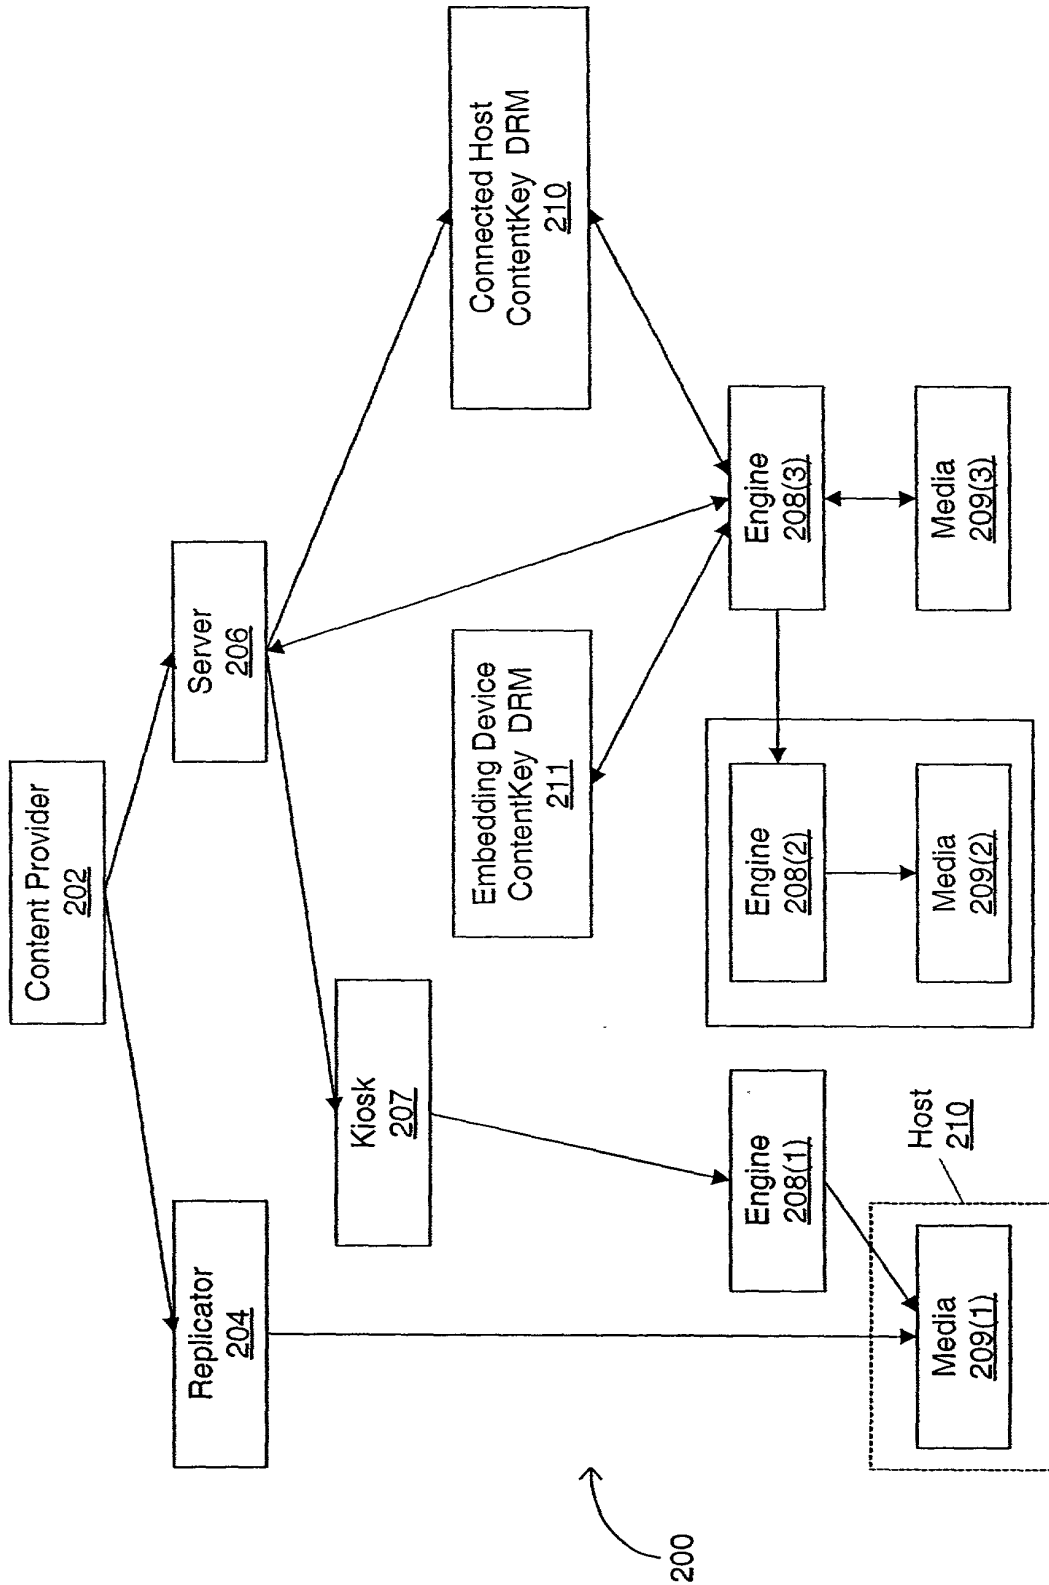 Content Provider
202
Replicator
204
Server
206
Kiosk
207
Embedding Device
ContentKey DRM
211
Connected Host
ContentKey DRM
210
Engine
208(1)
Engine
208(2)
Engine
208(3)
Host
210
Media
209(1)
Media
209(2)
Media
209(3)
200